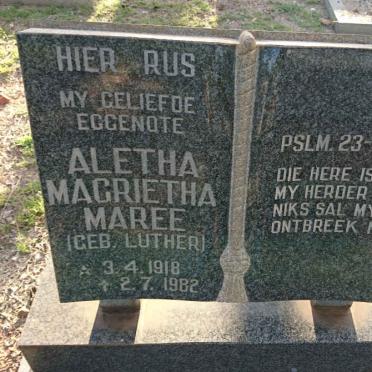 HIER RUS
MY GELIEFDE
EGGENOTE
ALETHA
MAGRIETHA
MAREE
(GEB. LUTHER)
* 3.4.1918
† 2.7.1982
PSLM. 23-
DIE HERE IS
MY HERDER
NIKS SAL MY
ONTBREEK